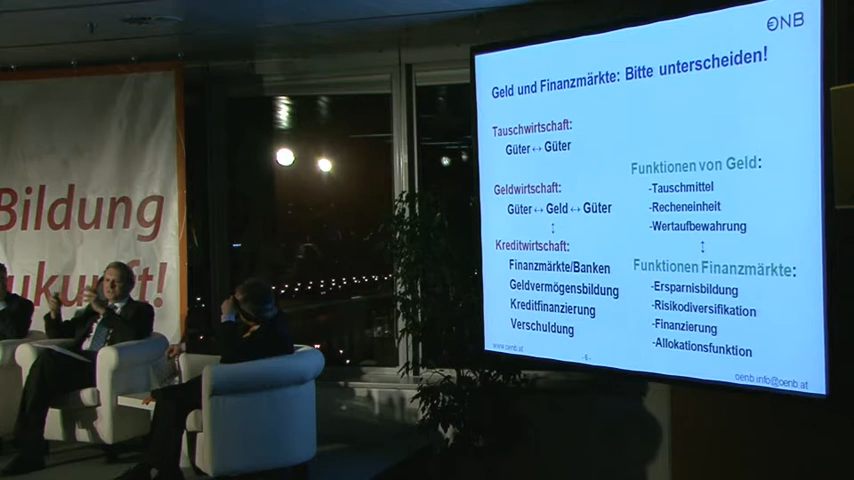 Bildung
ukunft!
ONB
Geld und Finanzmärkte: Bitte unterscheiden!
Tauschwirtschaft:
Güter ↔ Güter
Geldwirtschaft:
Güter ↔ Geld ↔ Güter
↕
Kreditwirtschaft:
Finanzmärkte/Banken
Geldvermögensbildung
Kreditfinanzierung
Verschuldung
Funktionen von Geld:
-Tauschmittel
-Recheneinheit
-Wertaufbewahrung
↕
Funktionen Finanzmärkte:
-Ersparnisbildung
-Risikodiversifikation
-Finanzierung
-Allokationsfunktion
www.oenb.at
- 6 -
oenb.info@oenb.at